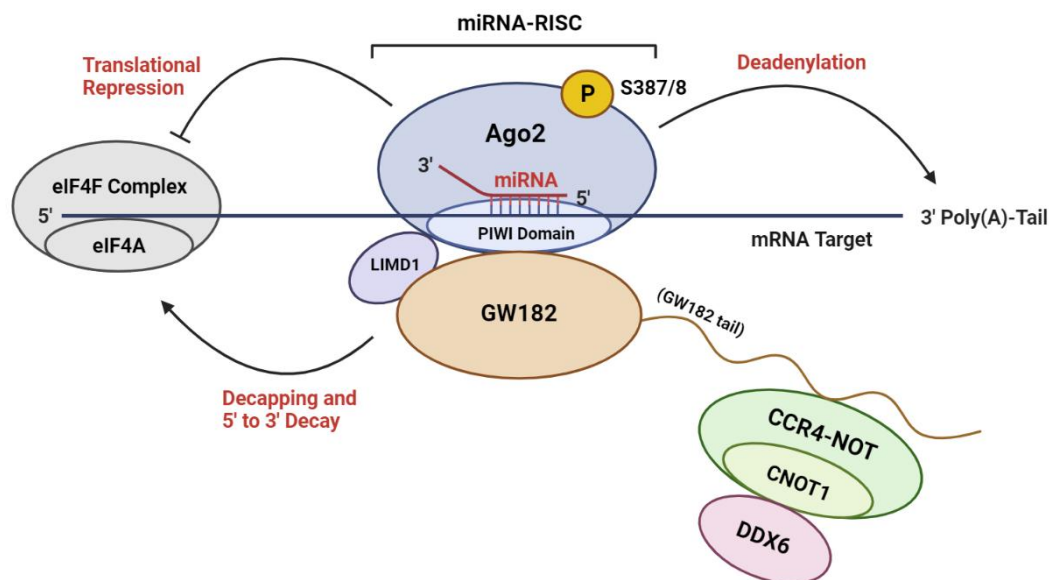 miRNA-RISC
Translational
Repression
Deadenylation
P
S387/8
Ago2
3'
miRNA
5'
eIF4F Complex
5'
3' Poly(A)-Tail
eIF4A
PIWI Domain
mRNA Target
LIMD1
GW182
(GW182 tail)
Decapping and
5' to 3' Decay
CCR4-NOT
CNOT1
DDX6